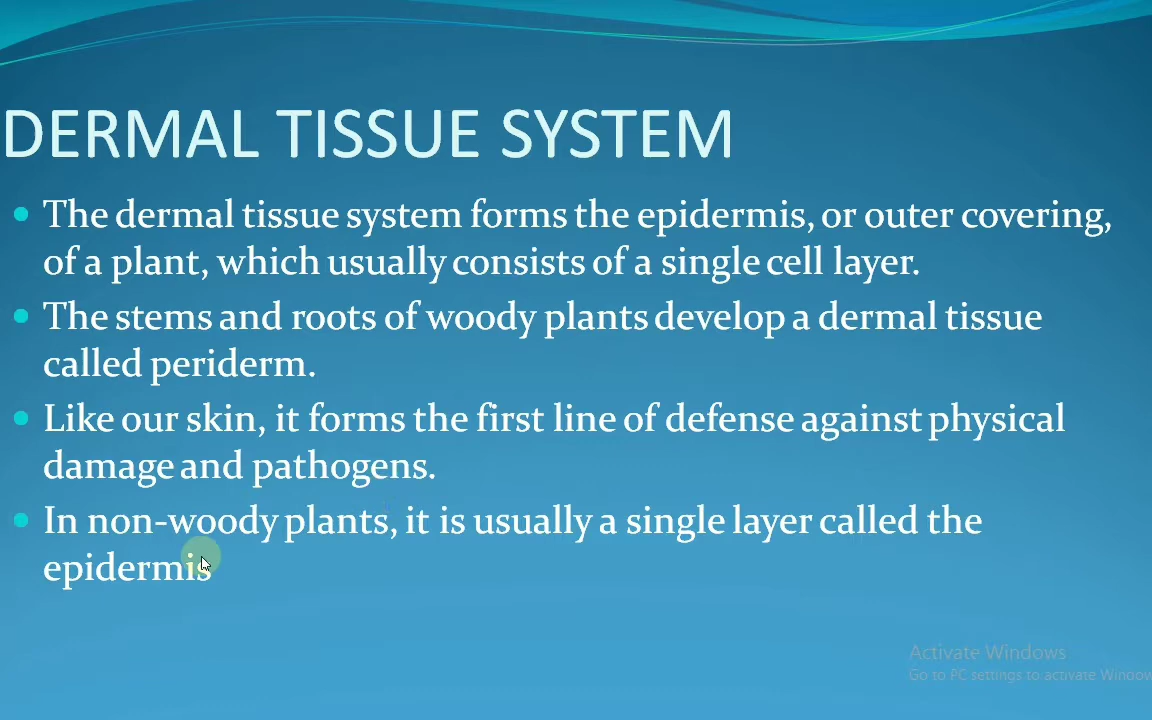 DERMAL TISSUE SYSTEM
The dermal tissue system forms the epidermis, or outer covering,
of a plant, which usually consists of a single cell layer.
The stems and roots of woody plants develop a dermal tissue
called periderm.
Like our skin, it forms the first line of defense against physical
damage and pathogens.
In non-woody plants, it is usually a single layer called the
epidermis
Activate Windows
Go to PC settings to activate Window